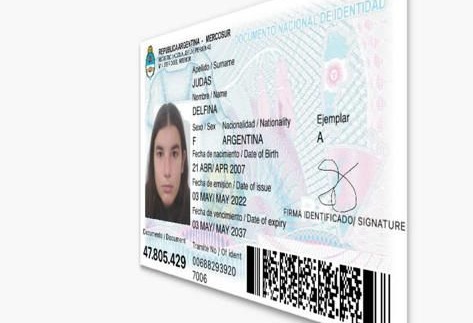 REPUBLICA ARGENTINA - MERCOSUR
DOCUMENTO NACIONAL DE IDENTIDAD
Apellido / Surname
JUDAS
Nombre / Name
DELFINA
Sexo / Sex Nacionalidad / Nationality Ejemplar
F ARGENTINA A
Fecha de nacimiento / Date of Birth
21 ABR/ APR 2007
Fecha de emisión / Date of issue
03 MAY/ MAY 2022
FIRMA IDENTIFICADO/ SIGNATURE
Fecha de vencimiento / Date of expiry
03 MAY/ MAY 2037
Documento / Document
47.805.429
Tramite No / Of ident
00688293920
7006